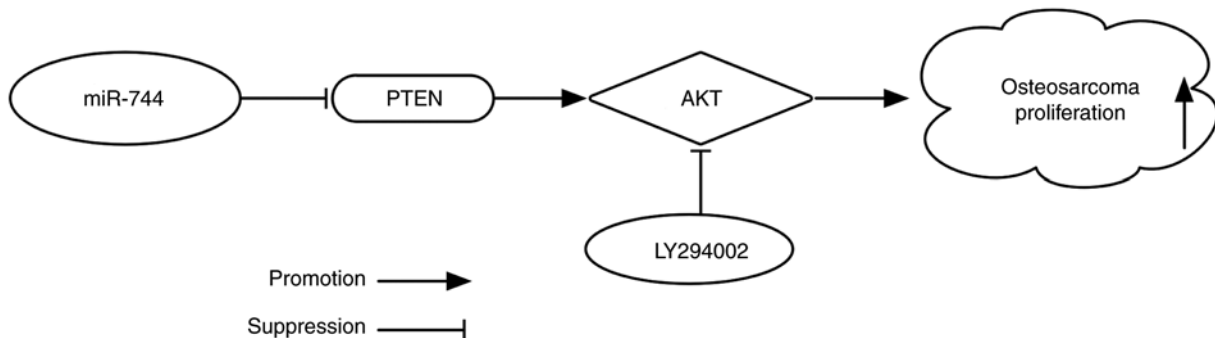 miR-744
PTEN
AKT
Osteosarcoma
proliferation
LY294002
Promotion
Suppression